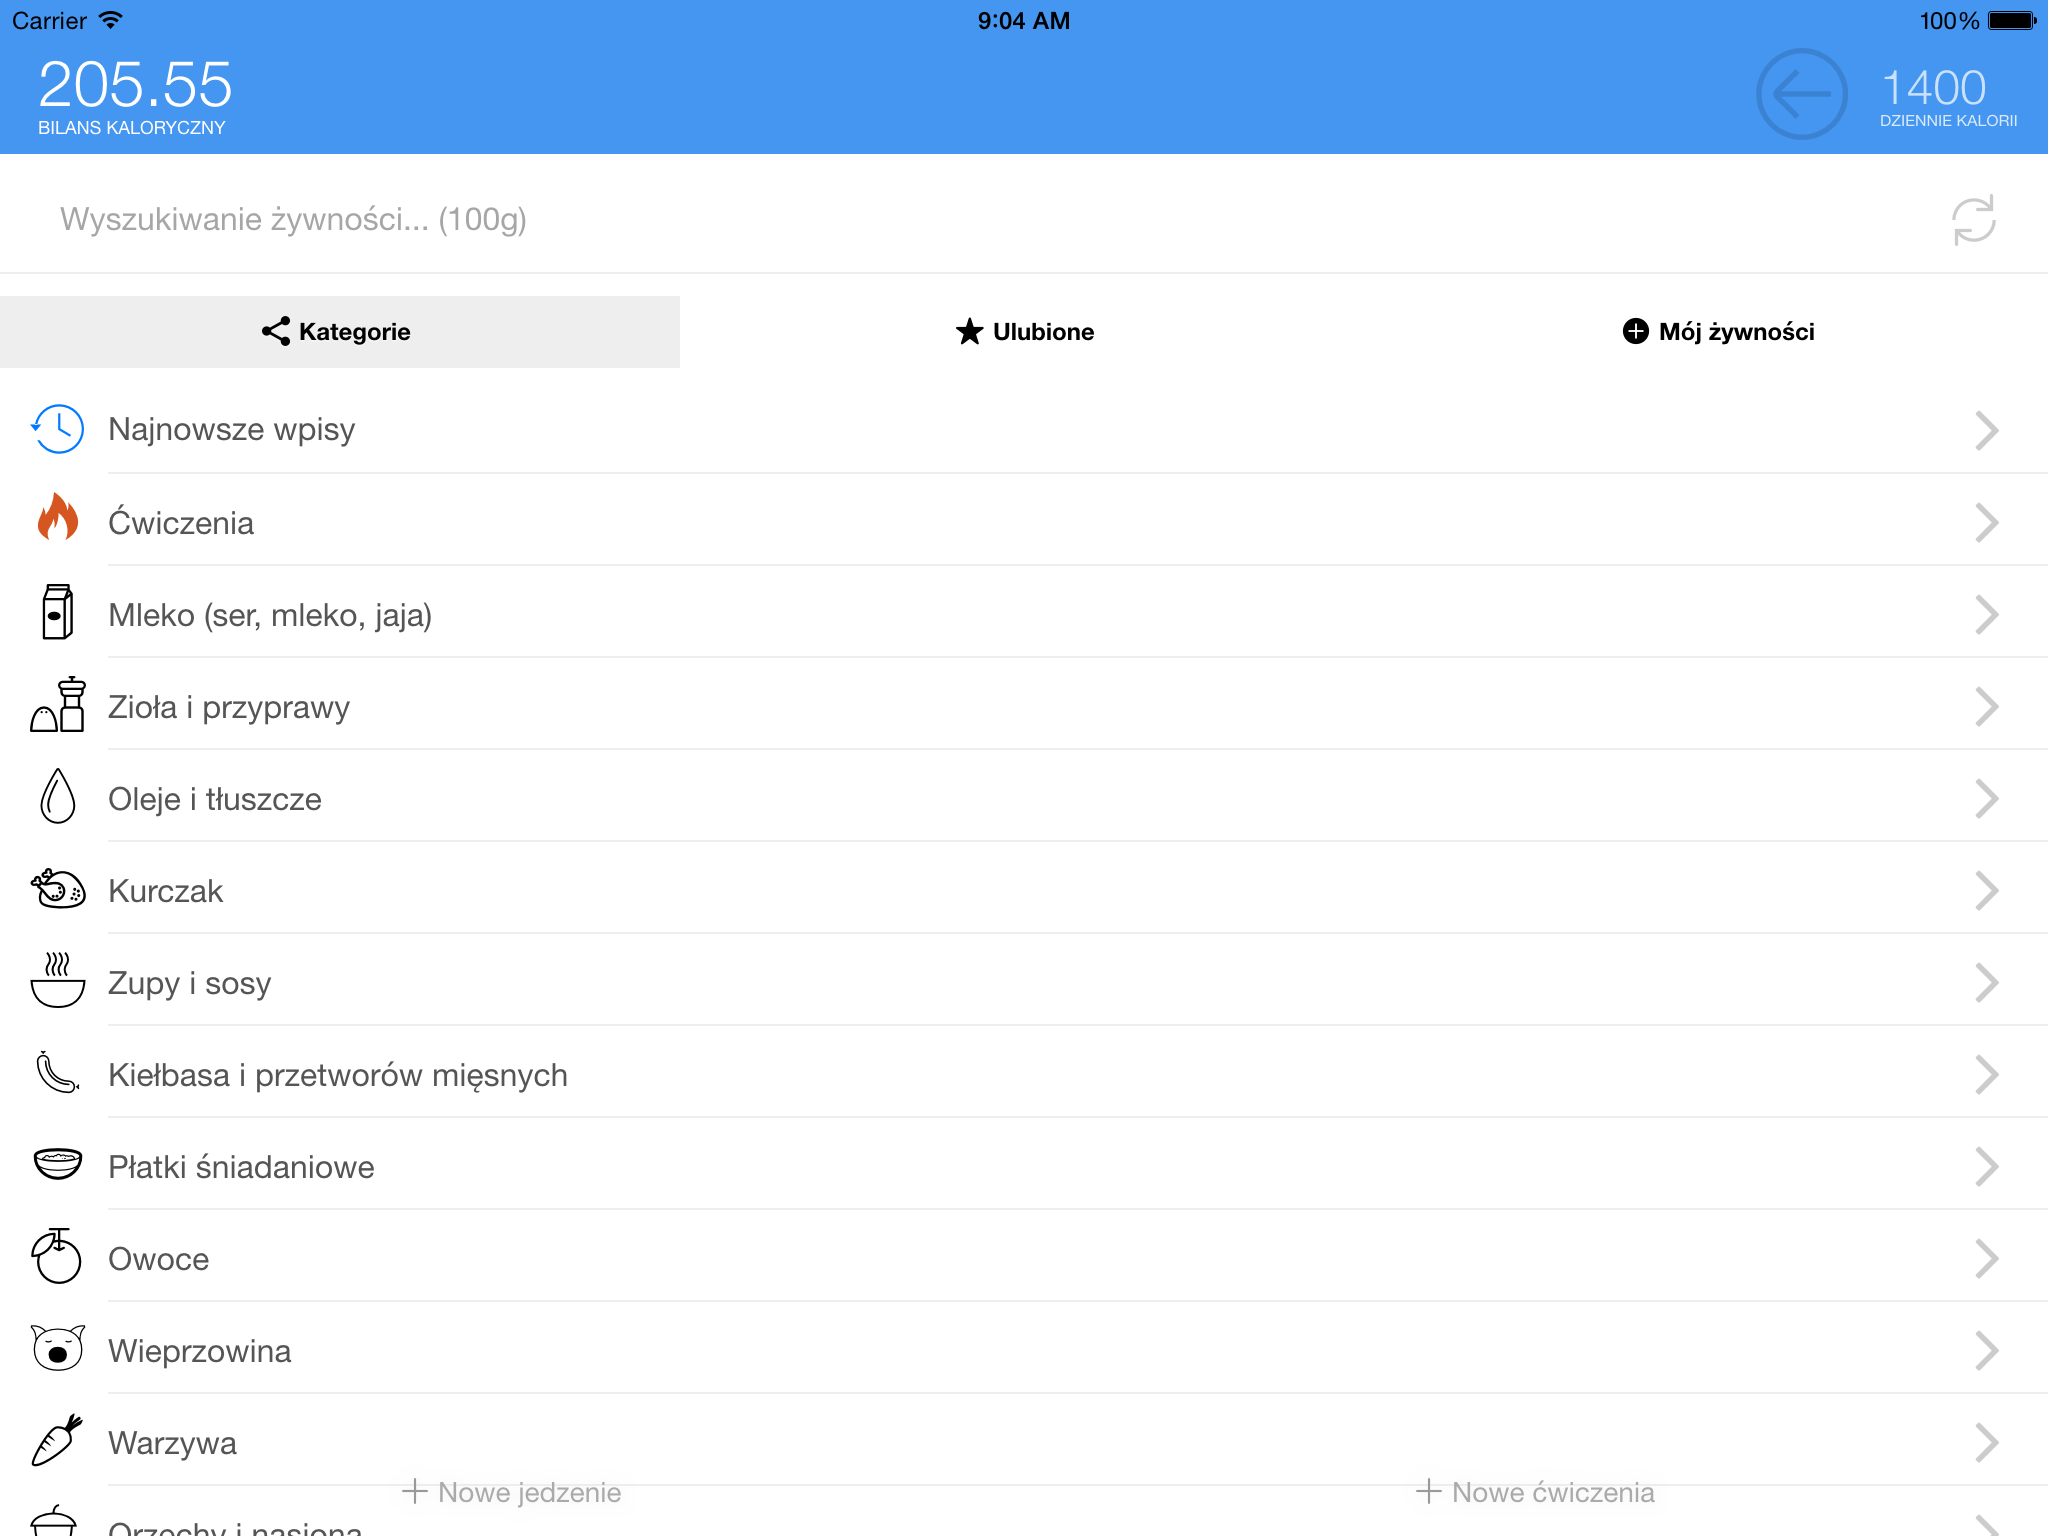 Carrier
9:04 AM
100%
205.55
BILANS KALORYCZNY
1400
DZIENNIE KALORII
Wyszukiwanie żywności... (100g)
Kategorie
Ulubione
Mój żywności
Najnowsze wpisy
Ćwiczenia
Mleko (ser, mleko, jaja)
Zioła i przyprawy
Oleje i tłuszcze
Kurczak
Zupy i sosy
Kiełbasa i przetworów mięsnych
Płatki śniadaniowe
Owoce
Wieprzowina
Warzywa
Nowe jedzenie
Nowe ćwiczenia
Orzechy i nasiona